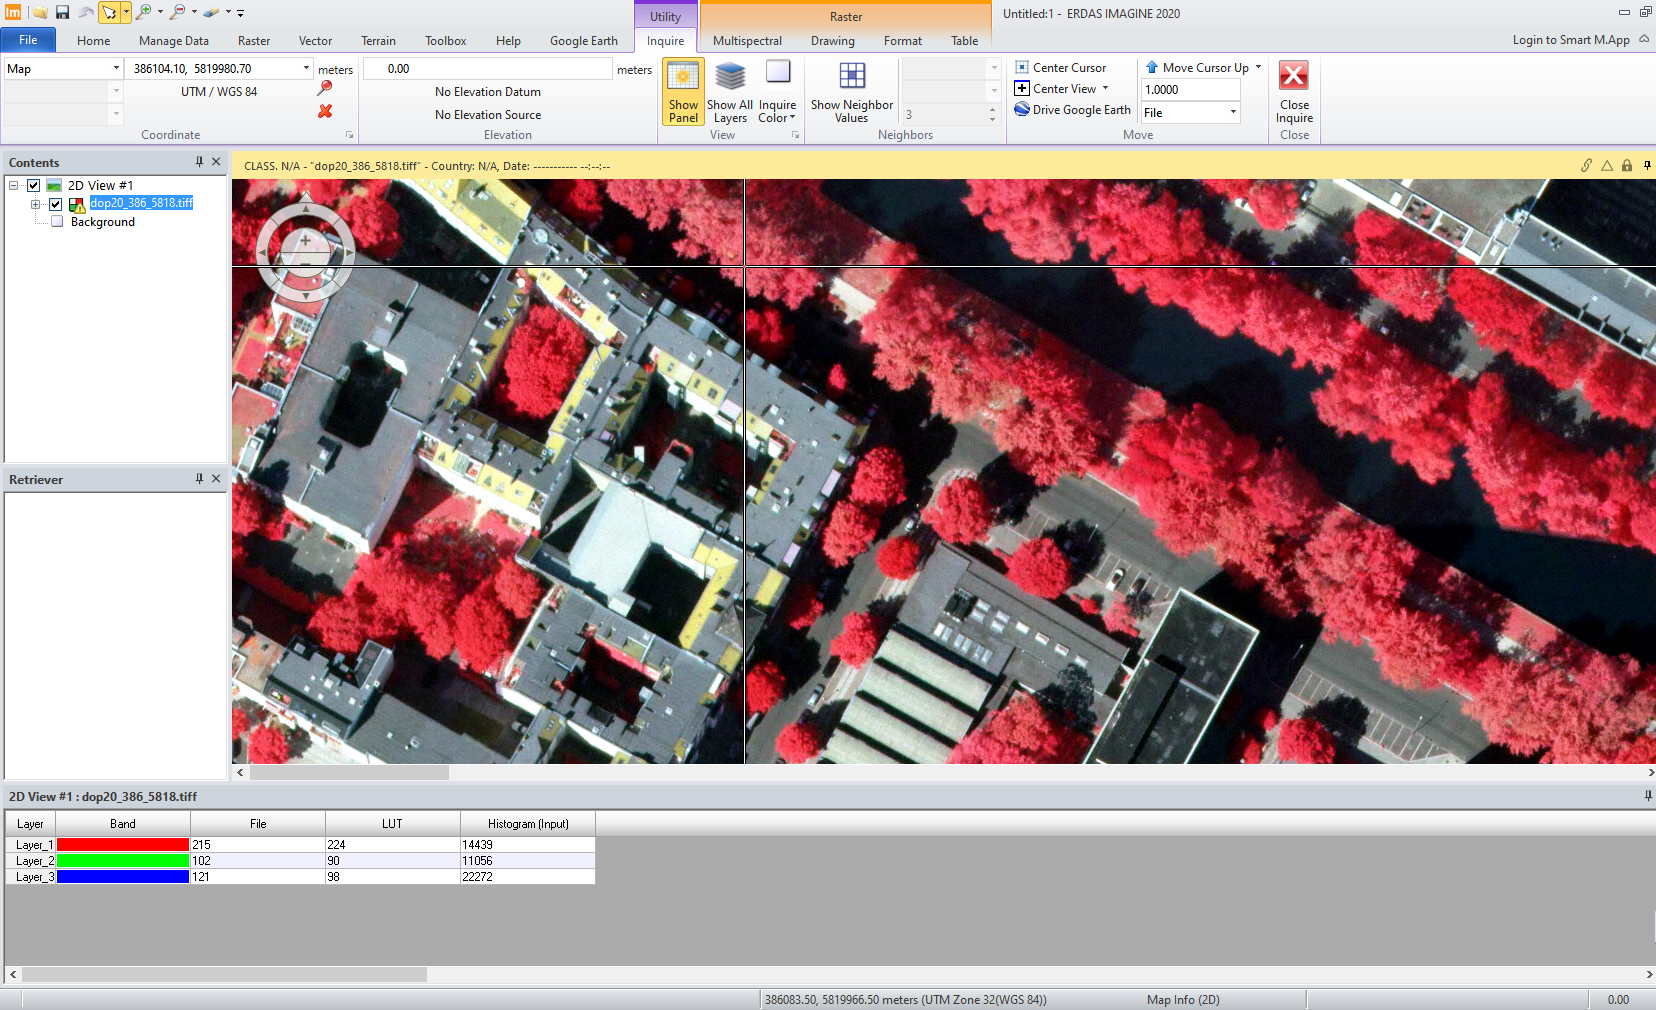 Im
Utility
Raster
Untitled:1 - ERDAS IMAGINE 2020
File
Home
Manage Data
Raster
Vector
Terrain
Toolbox
Help
Google Earth
Inquire
Multispectral
Drawing
Format
Table
Login to Smart M.App
Map
386104.10, 5819980.70
meters
UTM / WGS 84
Coordinate
0.00
meters
No Elevation Datum
No Elevation Source
Elevation
Show Panel
Show All Layers
Inquire Color
View
Show Neighbor Values
3
Neighbors
Center Cursor
Center View
Drive Google Earth
Move Cursor Up
1.0000
File
Move
Close Inquire
Close
Contents
2D View #1
dop20_386_5818.tiff
Background
Retriever
CLASS. N/A - "dop20_386_5818.tiff" - Country: N/A, Date: ----------- --:--:--
2D View #1 : dop20_386_5818.tiff
Layer Band File LUT Histogram (Input)
Layer_1 215 224 14439
Layer_2 102 90 11056
Layer_3 121 98 22272
386083.50, 5819966.50 meters (UTM Zone 32(WGS 84))
Map Info (2D)
0.00